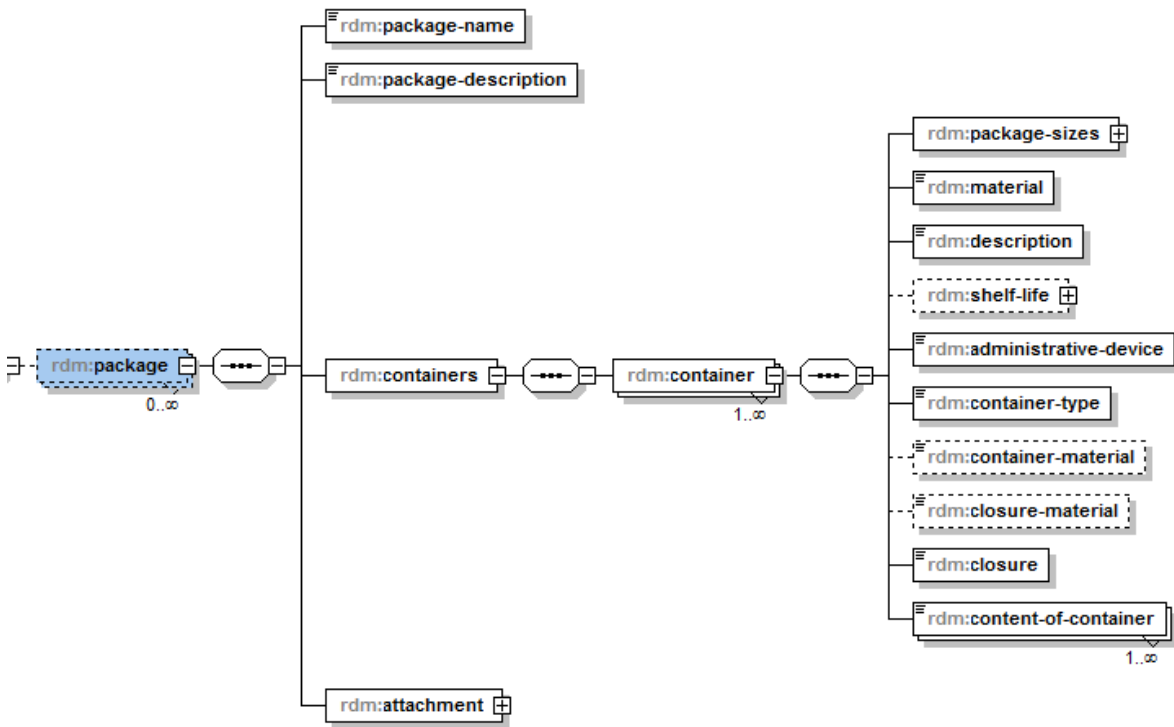 rdm:package-name
rdm:package-description
rdm:package-sizes
rdm:material
rdm:description
rdm:shelf-life
rdm:package
0..∞
rdm:containers
rdm:container
1..∞
rdm:administrative-device
rdm:container-type
rdm:container-material
rdm:closure-material
rdm:closure
rdm:content-of-container
1..∞
rdm:attachment